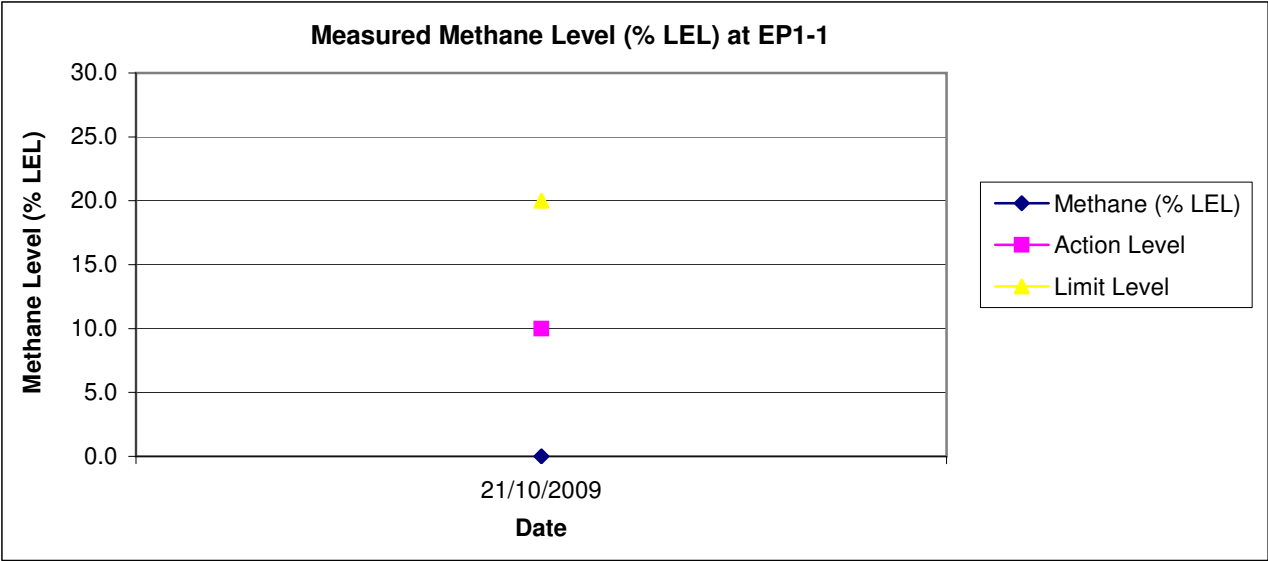 Measured Methane Level (% LEL) at EP1-1
Methane Level (% LEL)
30.0
25.0
20.0
15.0
10.0
5.0
0.0
21/10/2009
Date
Methane (% LEL)
Action Level
Limit Level